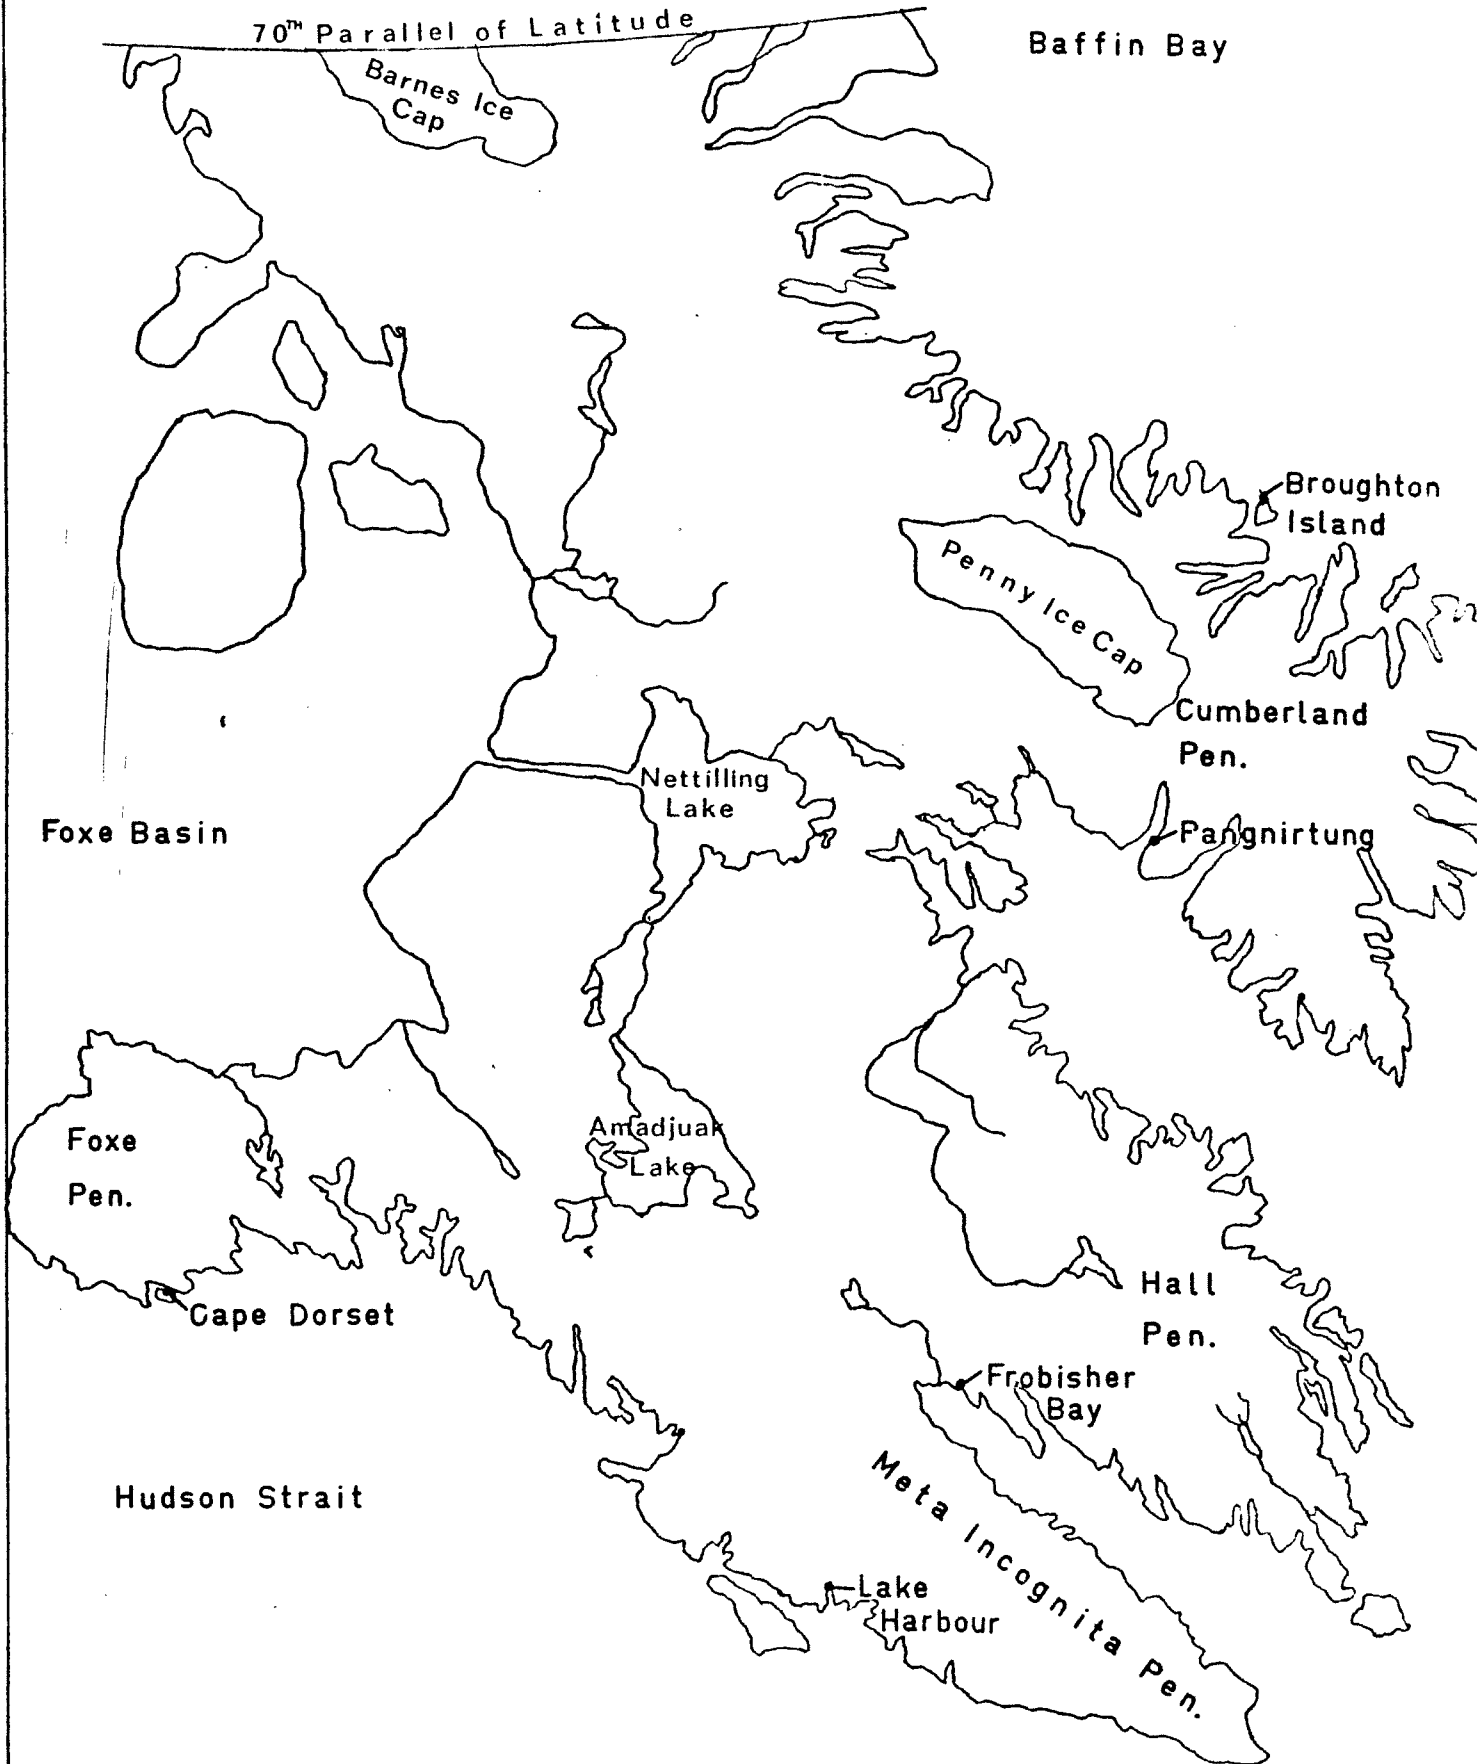 70TH Parallel of Latitude
Baffin Bay
Barnes Ice
Cap
Broughton
Island
Penny Ice Cap
Cumberland
Pen.
Nettilling
Lake
Foxe Basin
Pangnirtung
Foxe
Pen.
Amadjuak
Lake
Cape Dorset
Hall
Pen.
Frobisher
Bay
Hudson Strait
Meta Incognita Pen.
Lake
Harbour